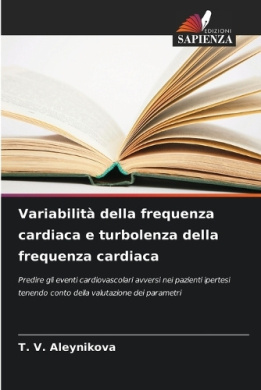 EDIZIONI
SAPIENZA
Variabilità della frequenza
cardiaca e turbolenza della
frequenza cardiaca
Predire gli eventi cardiovascolari avversi nei pazienti ipertesi
tenendo conto della valutazione dei parametri
T. V. Aleynikova